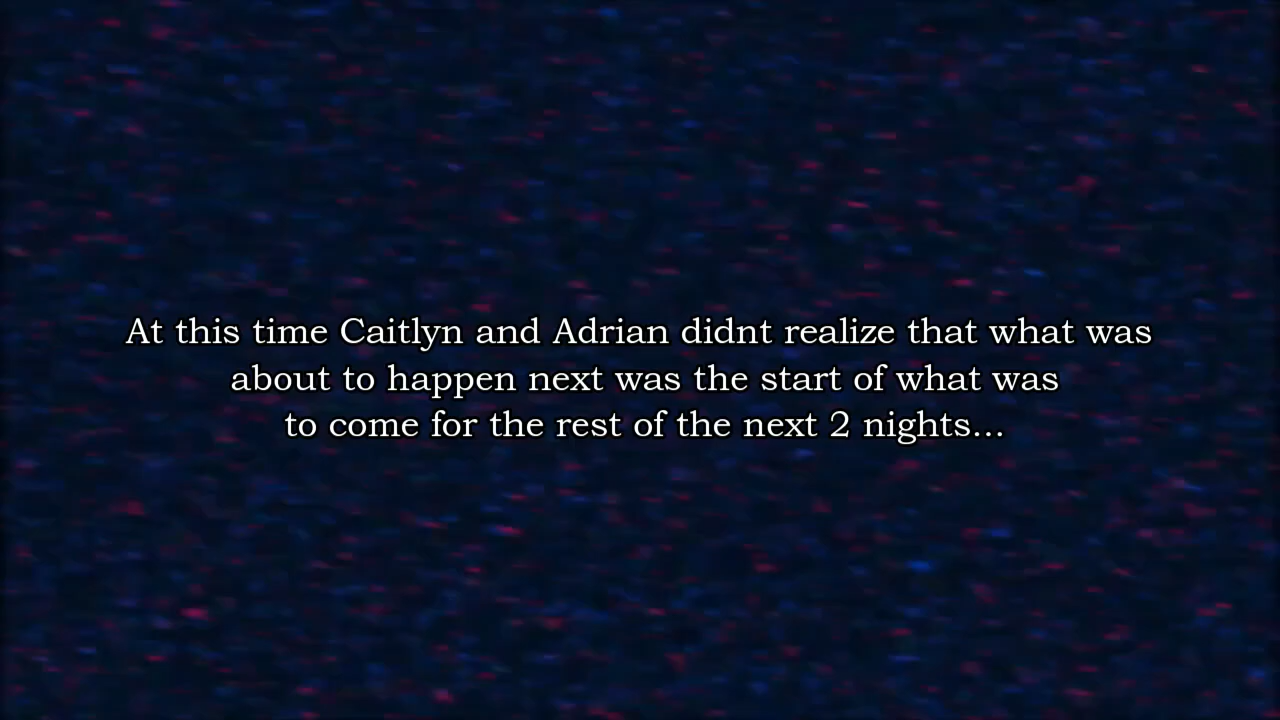 At this time Caitlyn and Adrian didnt realize that what was
about to happen next was the start of what was
to come for the rest of the next 2 nights...